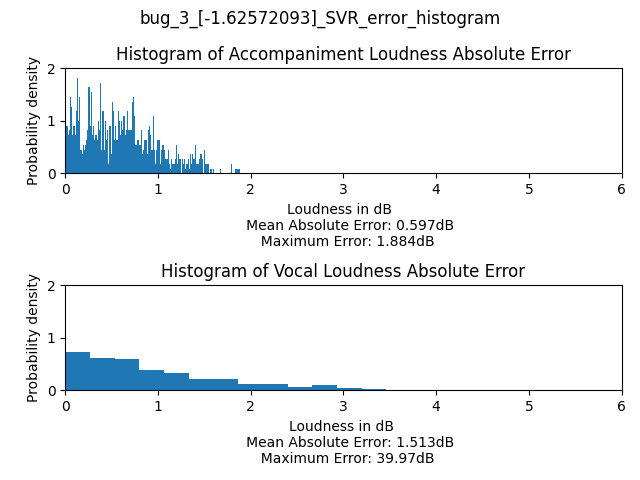 bug_3_[-1.62572093]_SVR_error_histogram
Histogram of Accompaniment Loudness Absolute Error
Probability density
2
1
0
0 1 2 3 4 5 6
Loudness in dB
Mean Absolute Error: 0.597dB
Maximum Error: 1.884dB
Histogram of Vocal Loudness Absolute Error
Probability density
2
1
0
0 1 2 3 4 5 6
Loudness in dB
Mean Absolute Error: 1.513dB
Maximum Error: 39.97dB